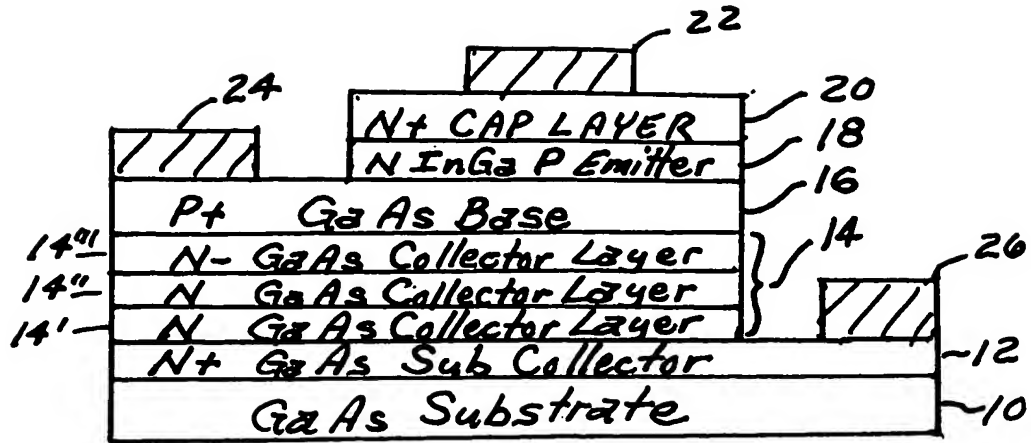 22
24
20
N+ CAP LAYER
18
N InGa P Emitter
16
P+ GaAs Base
14"'
N- GaAs Collector Layer
14
26
14"
N GaAs Collector Layer
14'
N GaAs Collector Layer
N+ GaAs Sub Collector
12
GaAs Substrate
10